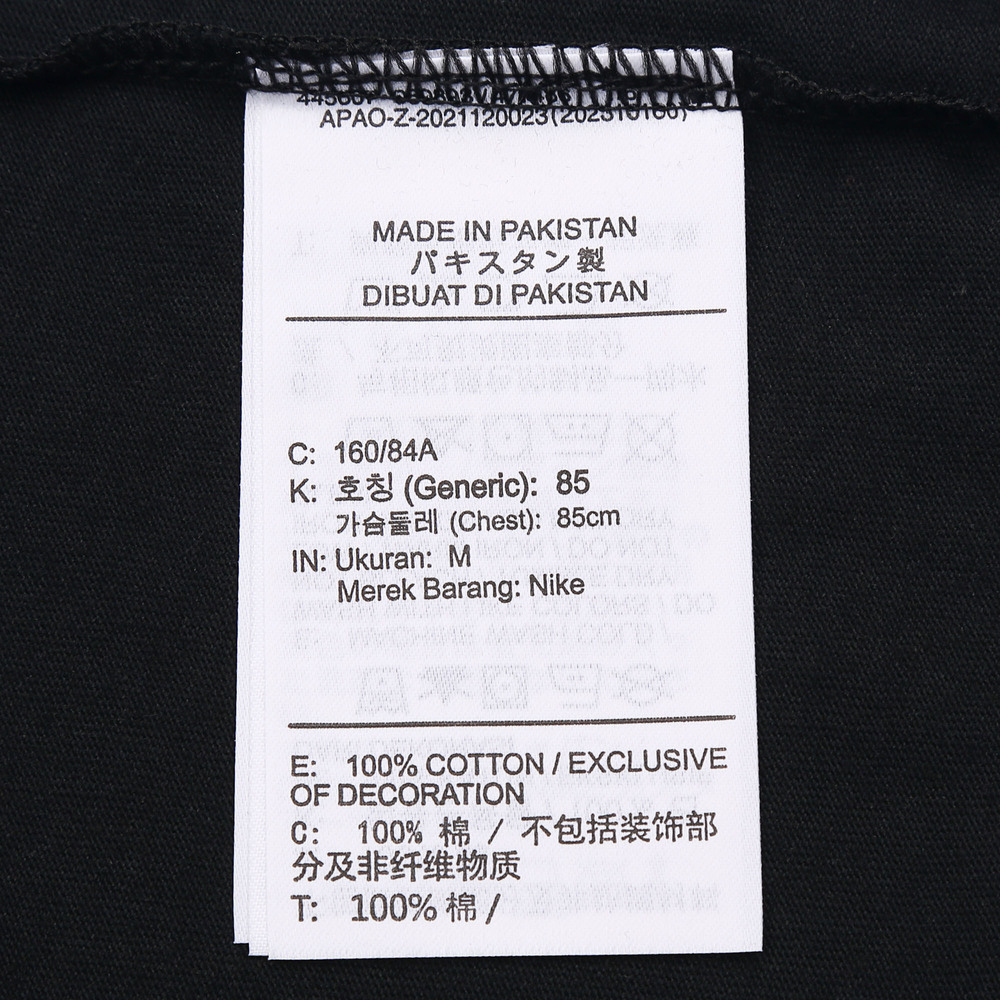 APAO-Z-2021120023(202310160)
MADE IN PAKISTAN
パキスタン製
DIBUAT DI PAKISTAN
C: 160/84A
K: 호칭 (Generic): 85
가슴둘레 (Chest): 85cm
IN: Ukuran: M
Merek Barang: Nike
E: 100% COTTON / EXCLUSIVE
OF DECORATION
C: 100% 棉 / 不包括装饰部
分及非纤维物质
T: 100% 棉 /